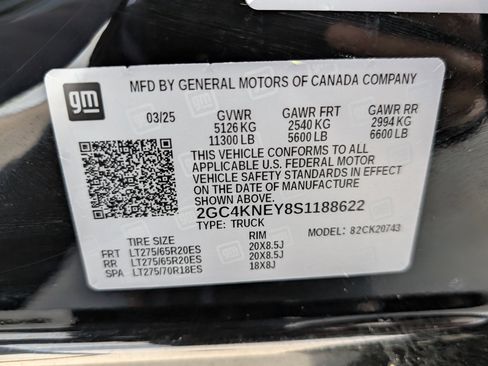 gm
MFD BY GENERAL MOTORS OF CANADA COMPANY
03/25 GVWR GAWR FRT GAWR RR
5126 KG 2540 KG 2994 KG
11300 LB 5600 LB 6600 LB
THIS VEHICLE CONFORMS TO ALL
APPLICABLE U.S. FEDERAL MOTOR
VEHICLE SAFETY STANDARDS IN EFFECT
ON THE DATE OF MANUFACTURE
SHOWN ABOVE.
2GC4KNEY8S1188622
TYPE: TRUCK MODEL: 82CK20743
TIRE SIZE RIM
FRT LT275/65R20ES 20X8.5J
RR LT275/65R20ES 20X8.5J
SPA LT275/70R18ES 18X8J